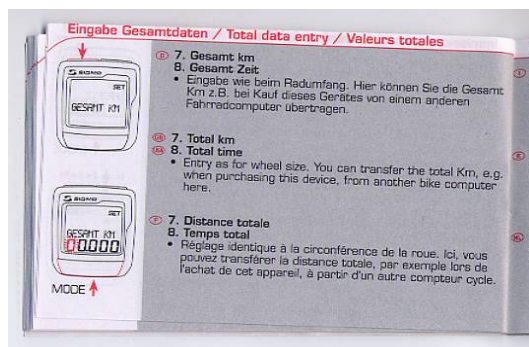 Eingabe Gesamtdaten / Total data entry / Valeurs totales
D 7. Gesamt km
8. Gesamt Zeit
• Eingabe wie beim Radumfang. Hier können Sie die Gesamt
Km z.B. bei Kauf dieses Gerätes von einem anderen
Fahrradcomputer übertragen.
GB 7. Total km
8. Total time
• Entry as for wheel size. You can transfer the total Km, e.g.
when purchasing this device, from another bike computer
here.
F 7. Distance totale
8. Temps total
• Réglage identique à la circonférence de la roue. Ici, vous
pouvez transférer la distance totale, par exemple lors de
l'achat de cet appareil, à partir d'un autre compteur cycle.
SIGMA
SET
GESAMT KM
SIGMA
SET
GESAMT KM
00000
MODE